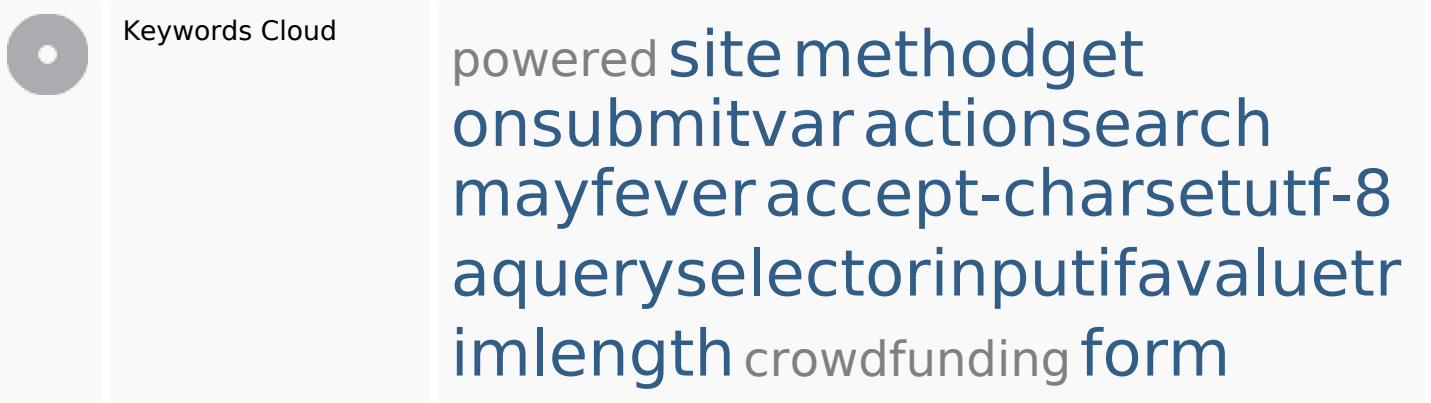 Keywords Cloud
powered site methodget
onsubmitvar actionsearch
mayfever accept-charsetutf-8
aqueryselectorinputifavaluetr
imlength crowdfunding form